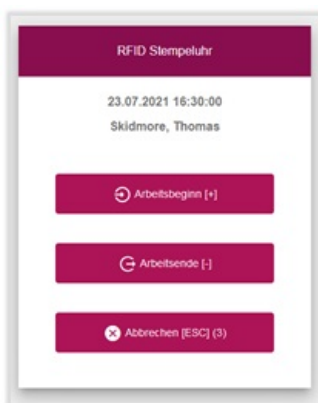 RFID Stempeluhr
23.07.2021 16:30:00
Skidmore, Thomas
Arbeitsbeginn [+]
Arbeitsende [-]
Abbrechen [ESC] (3)